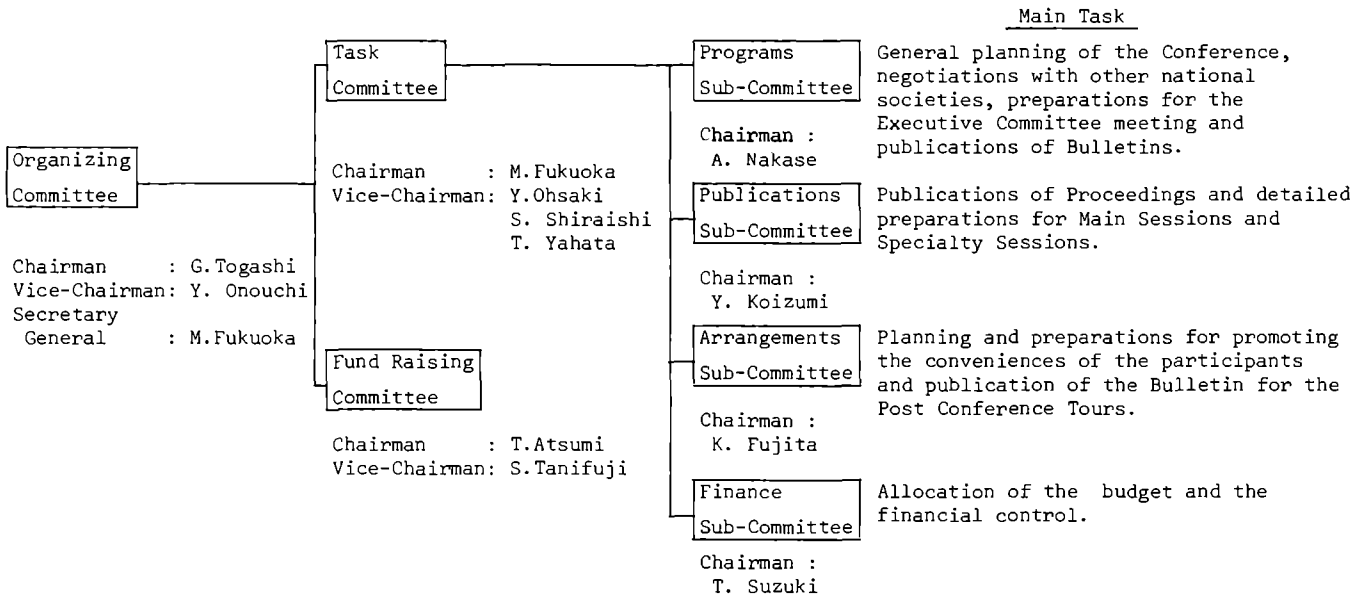 Organizing
Committee
Chairman : G.Togashi
Vice-Chairman: Y. Onouchi
Secretary
General : M.Fukuoka
Task
Committee
Chairman : M.Fukuoka
Vice-Chairman: Y.Ohsaki
S. Shiraishi
T. Yahata
Fund Raising
Committee
Chairman : T.Atsumi
Vice-Chairman: S.Tanifuji
Main Task
Programs
Sub-Committee
Chairman :
A. Nakase
General planning of the Conference,
negotiations with other national
societies, preparations for the
Executive Committee meeting and
publications of Bulletins.
Publications
Sub-Committee
Chairman :
Y. Koizumi
Publications of Proceedings and detailed
preparations for Main Sessions and
Specialty Sessions.
Arrangements
Sub-Committee
Chairman :
K. Fujita
Planning and preparations for promoting
the conveniences of the participants
and publication of the Bulletin for the
Post Conference Tours.
Finance
Sub-Committee
Chairman :
T. Suzuki
Allocation of the budget and the
financial control.